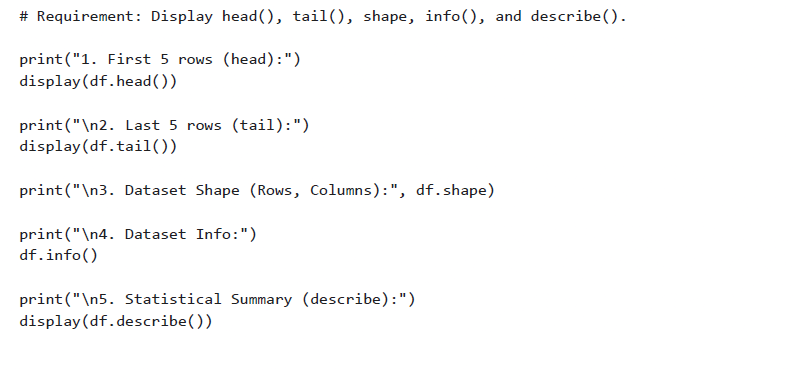 # Requirement: Display head(), tail(), shape, info(), and describe().
print("1. First 5 rows (head):")
display(df.head())
print("\n2. Last 5 rows (tail):")
display(df.tail())
print("\n3. Dataset Shape (Rows, Columns):", df.shape)
print("\n4. Dataset Info:")
df.info()
print("\n5. Statistical Summary (describe):")
display(df.describe())